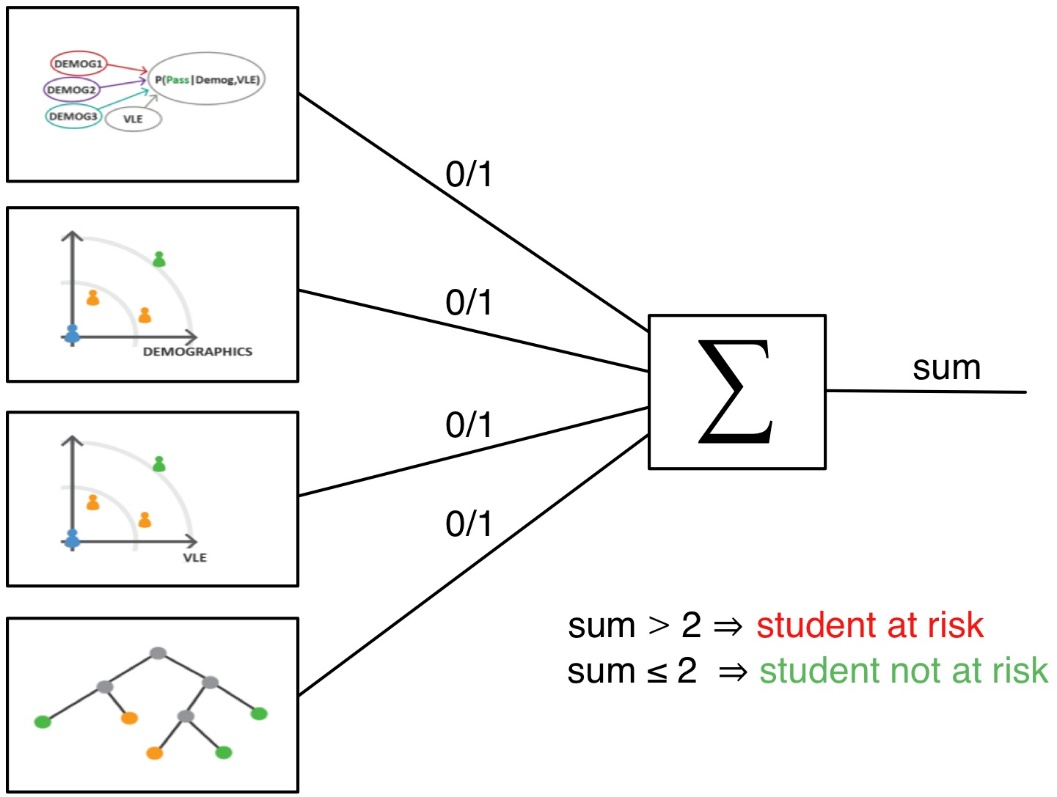 DEMOG1
DEMOG2
DEMOG3
VLE
P(Pass|Demog,VLE)
0/1
DEMOGRAPHICS
0/1
VLE
0/1
0/1
∑
sum
sum > 2 ⇒ student at risk
sum ≤ 2 ⇒ student not at risk